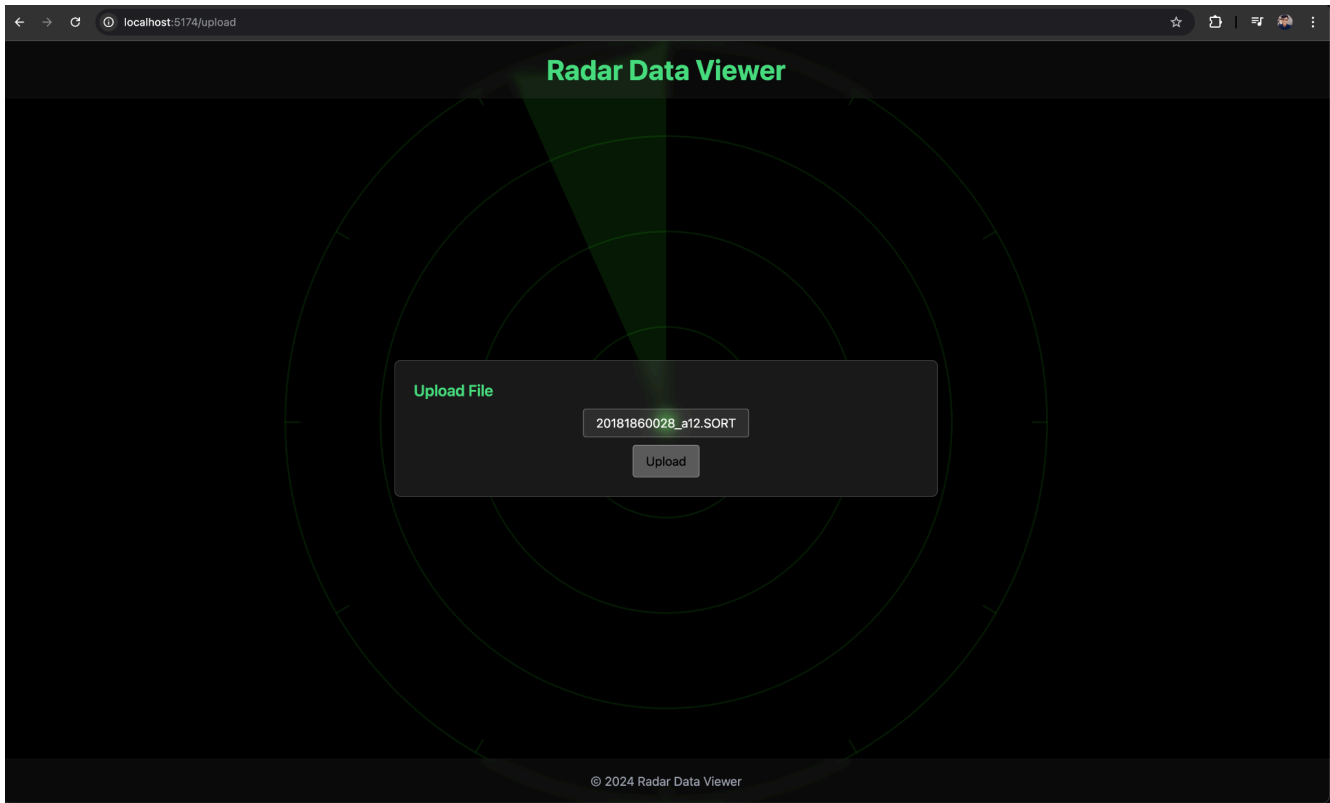 localhost:5174/upload
Radar Data Viewer
Upload File
20181860028_a12.SORT
Upload
© 2024 Radar Data Viewer